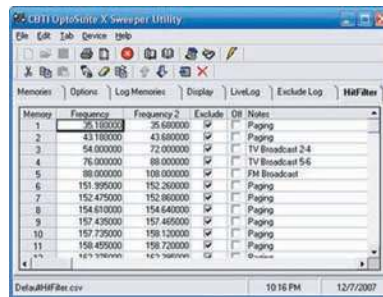 CBTI OptoSuite X Sweeper Utility
File Edit Tab Device Help
Memories Options Log Memories Display LiveLog Exclude Log HitFilter
Memory Frequency Frequency 2 Exclude Off Notes
1 35.180000 35.680000 Paging
2 43.180000 43.680000 Paging
3 54.000000 72.000000 TV Broadcast 2-4
4 76.000000 88.000000 TV Broadcast 5-6
5 88.000000 108.000000 FM Broadcast
6 151.995000 152.260000 Paging
7 152.475000 152.860000 Paging
8 154.610000 154.640000 Paging
9 157.435000 157.465000 Paging
10 157.735000 158.120000 Paging
11 158.455000 158.720000 Paging
DefaultHitFilter.csv 10:16 PM 12/7/2007